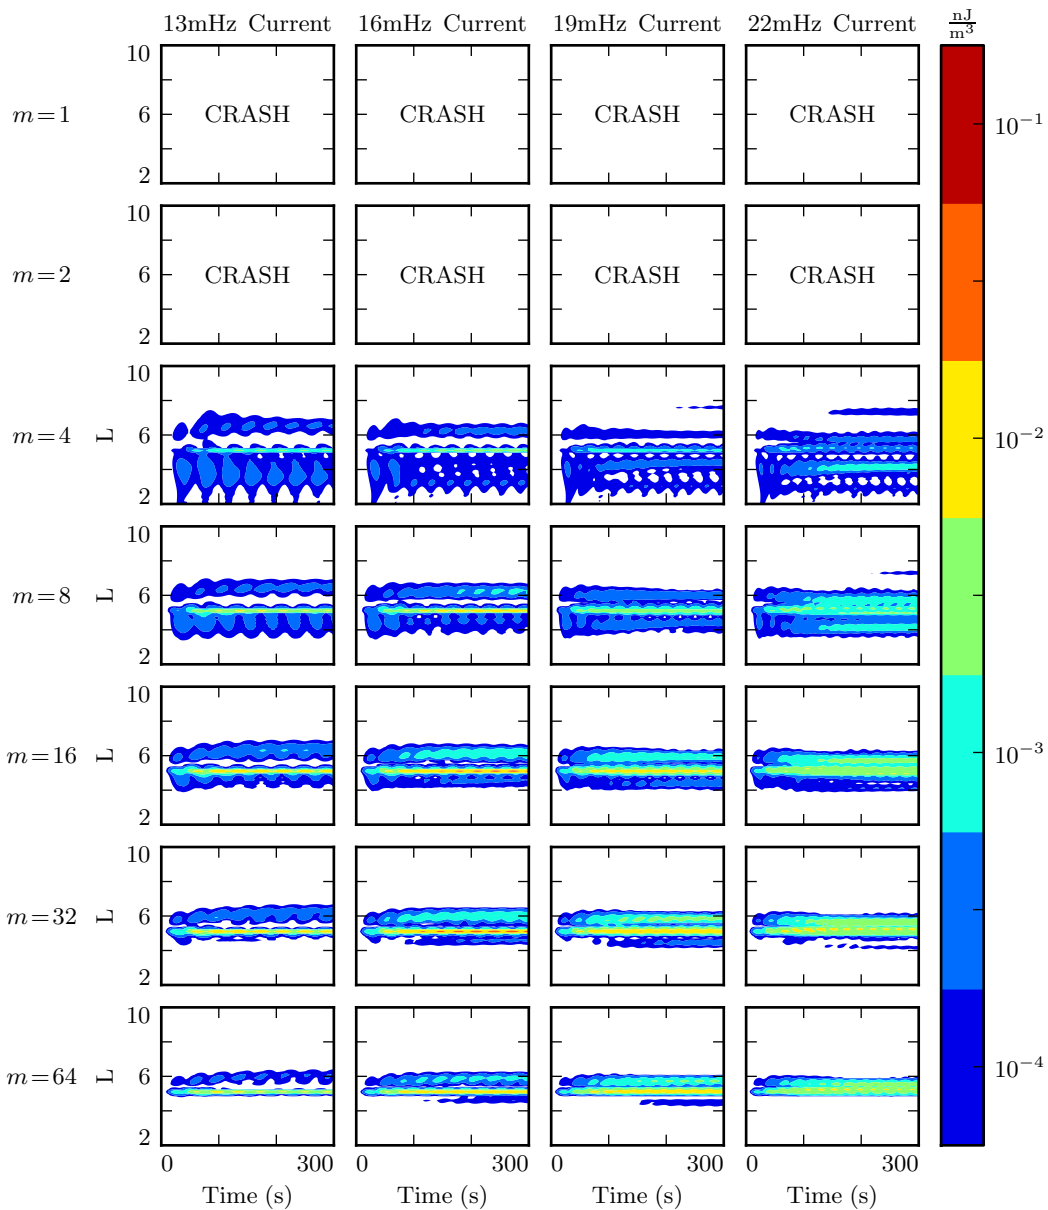 13mHz Current 16mHz Current 19mHz Current 22mHz Current nJ/m³
10
m=1 6 CRASH CRASH CRASH CRASH 10⁻¹
2
10
m=2 6 CRASH CRASH CRASH CRASH
2
10
m=4 L 6 10⁻²
2
10
m=8 L 6
2
10
m=16 L 6 10⁻³
2
10
m=32 L 6
2
10
m=64 L 6 10⁻⁴
2
0 300 0 300 0 300 0 300
Time (s) Time (s) Time (s) Time (s)